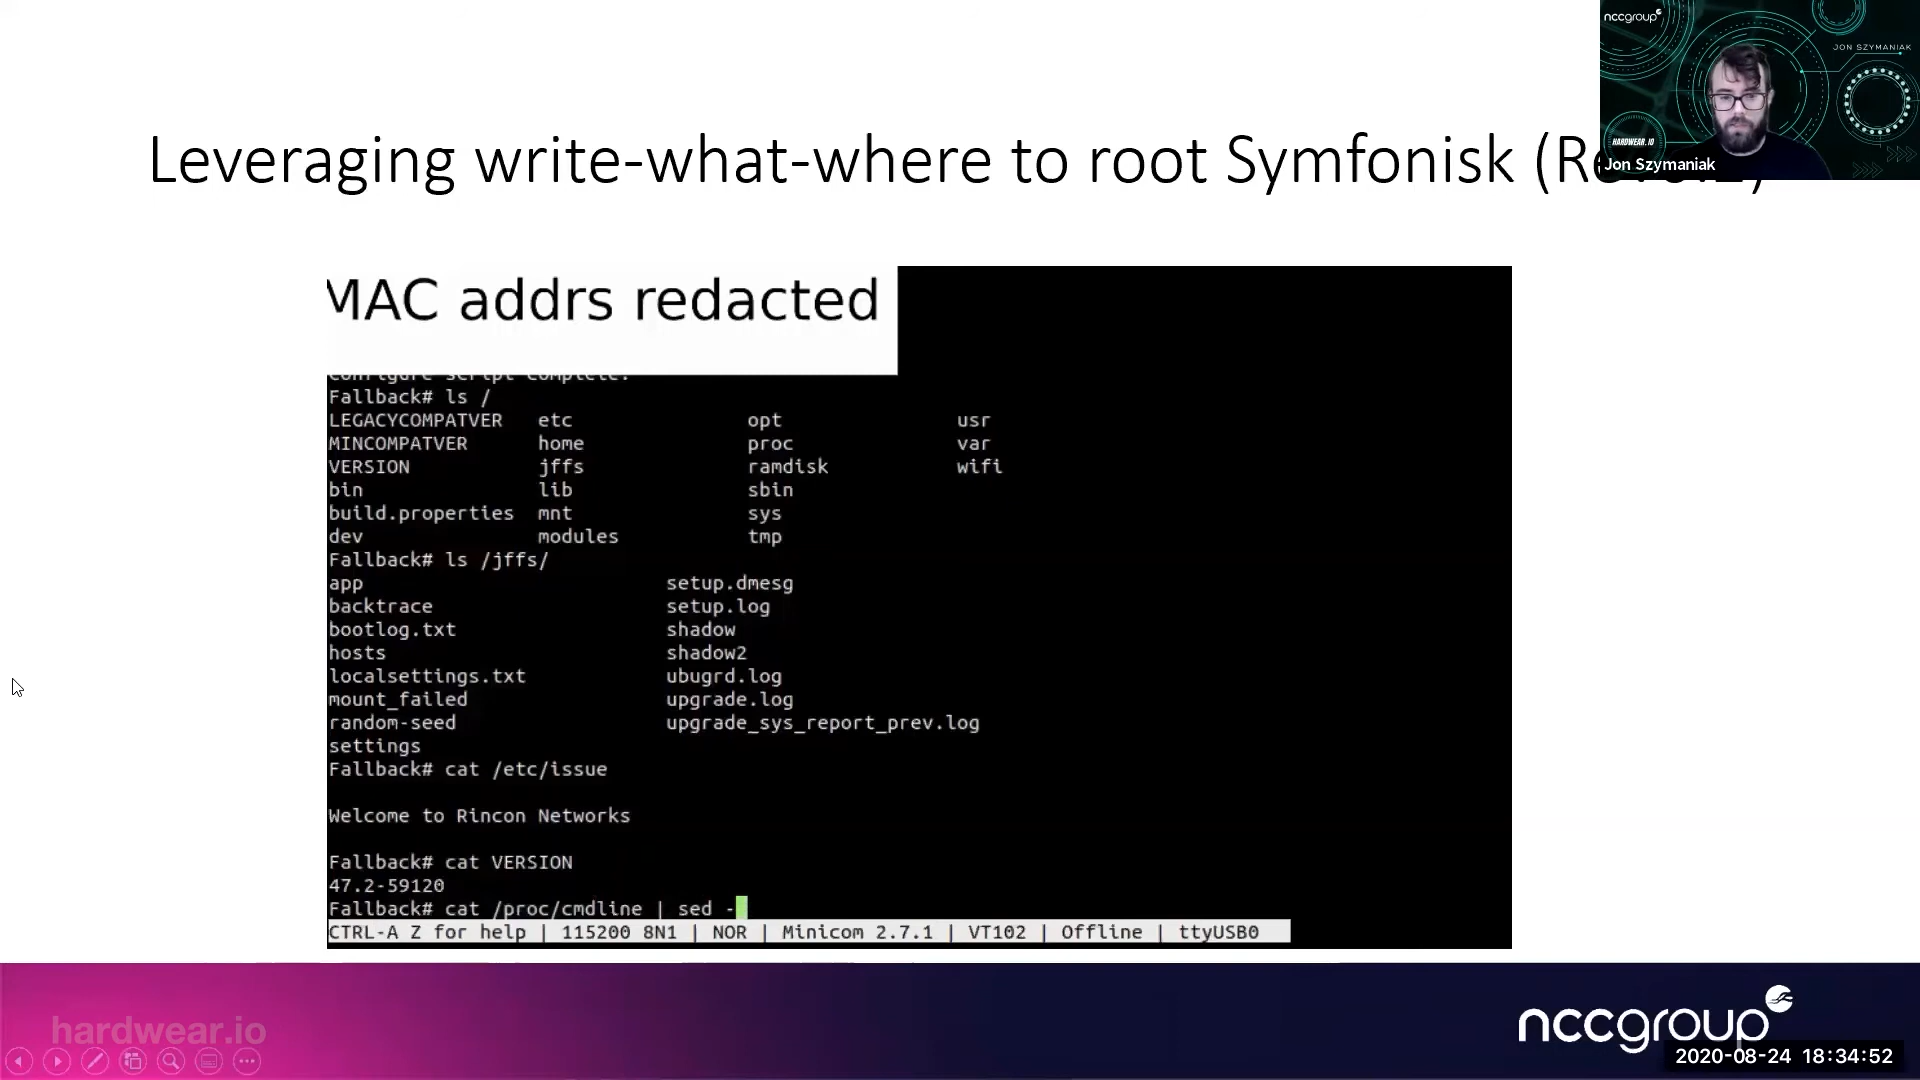 Leveraging write-what-where to root Symfonisk (R
nccgroup
JON SZYMANIAK
HARDWEAR.IO
Jon Szymaniak
MAC addrs redacted
Configure script complete.
Fallback# ls /
LEGACYCOMPATVER etc opt usr
MINCOMPATVER home proc var
VERSION jffs ramdisk wifi
bin lib sbin
build.properties mnt sys
dev modules tmp
Fallback# ls /jffs/
app setup.dmesg
backtrace setup.log
bootlog.txt shadow
hosts shadow2
localsettings.txt ubugrd.log
mount_failed upgrade.log
random-seed upgrade_sys_report_prev.log
settings
Fallback# cat /etc/issue
Welcome to Rincon Networks
Fallback# cat VERSION
47.2-59120
Fallback# cat /proc/cmdline | sed -
CTRL-A Z for help | 115200 8N1 | NOR | Minicom 2.7.1 | VT102 | Offline | ttyUSB0
hardwear.io
nccgroup
2020-08-24 18:34:52